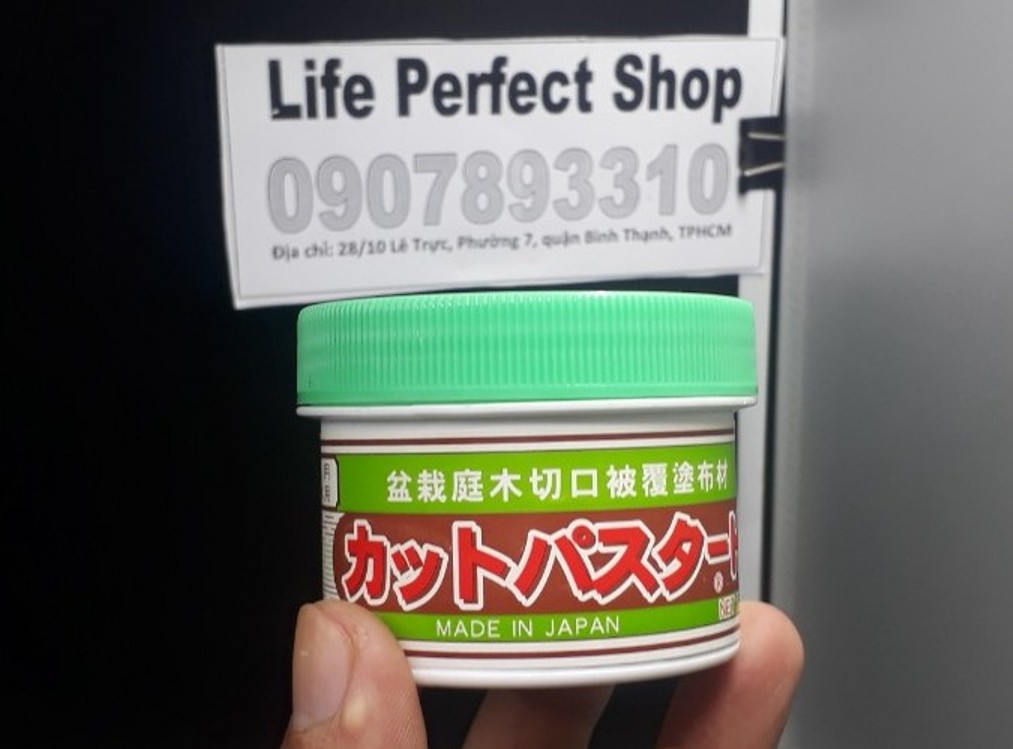 Life Perfect Shop
0907893310
Địa chỉ: 28/10 Lê Trực, Phường 7, quận Bình Thạnh, TPHCM
盆栽庭木切口被覆塗布材
カットパスター
MADE IN JAPAN